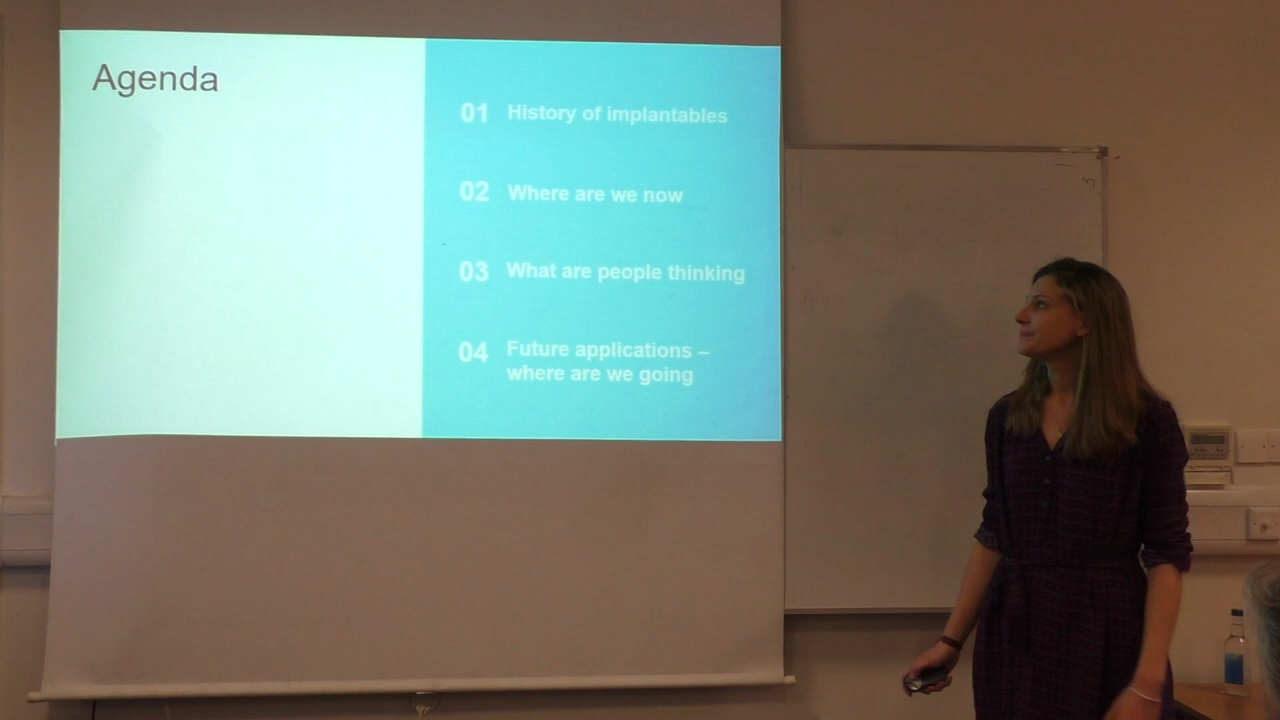 Agenda
01 History of implantables
02 Where are we now
03 What are people thinking
04 Future applications –
where are we going